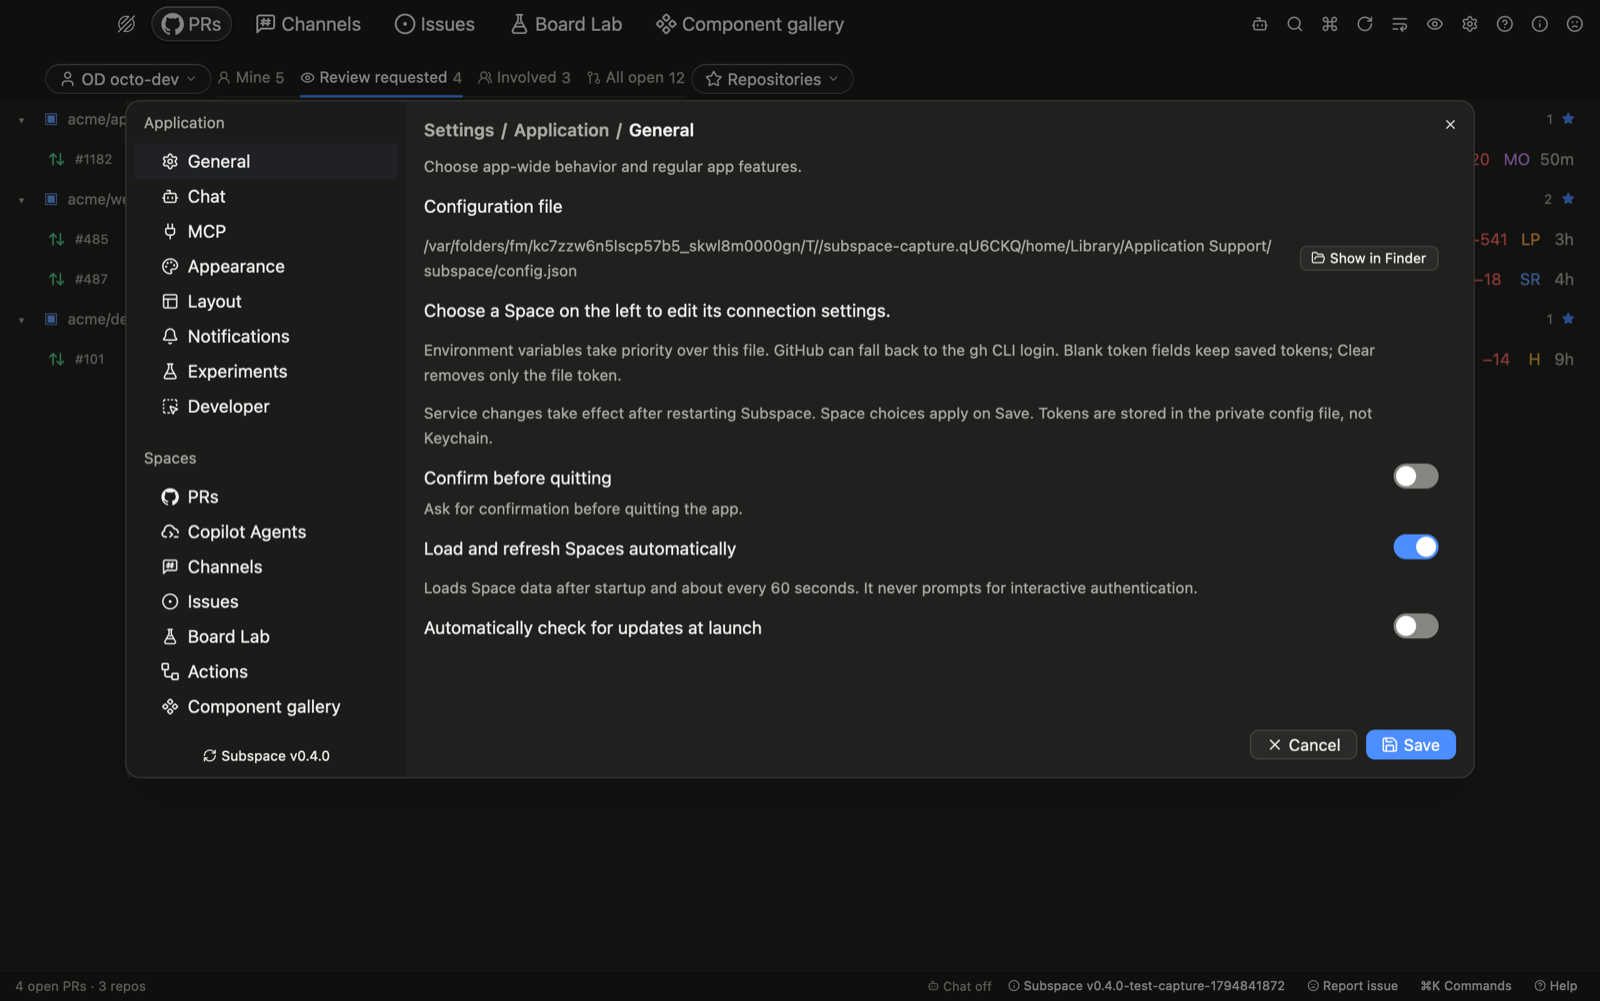 PRs
Channels
Issues
Board Lab
Component gallery
OD octo-dev
Mine 5
Review requested 4
Involved 3
All open 12
Repositories
acme/ap
1
#1182
20 MO 50m
acme/we
2
#485
-541 LP 3h
#487
−18 SR 4h
acme/de
1
#101
−14 H 9h
Application
General
Chat
MCP
Appearance
Layout
Notifications
Experiments
Developer
Spaces
PRs
Copilot Agents
Channels
Issues
Board Lab
Actions
Component gallery
Subspace v0.4.0
Settings / Application / General
Choose app-wide behavior and regular app features.
Configuration file
/var/folders/fm/kc7zzw6n5lscp57b5_skwl8m0000gn/T//subspace-capture.qU6CKQ/home/Library/Application Support/
subspace/config.json
Show in Finder
Choose a Space on the left to edit its connection settings.
Environment variables take priority over this file. GitHub can fall back to the gh CLI login. Blank token fields keep saved tokens; Clear
removes only the file token.
Service changes take effect after restarting Subspace. Space choices apply on Save. Tokens are stored in the private config file, not
Keychain.
Confirm before quitting
Ask for confirmation before quitting the app.
Load and refresh Spaces automatically
Loads Space data after startup and about every 60 seconds. It never prompts for interactive authentication.
Automatically check for updates at launch
Cancel
Save
4 open PRs · 3 repos
Chat off
Subspace v0.4.0-test-capture-1794841872
Report issue
⌘K Commands
Help